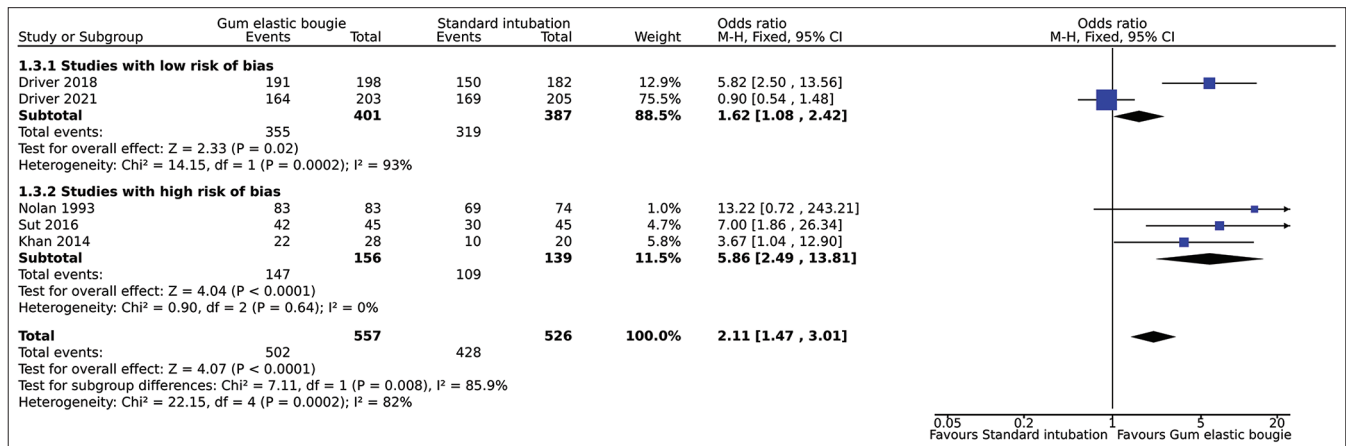 Gum elastic bougie Standard intubation Odds ratio Odds ratio
Study or Subgroup Events Total Events Total Weight M-H, Fixed, 95% CI M-H, Fixed, 95% CI
1.3.1 Studies with low risk of bias
Driver 2018 191 198 150 182 12.9% 5.82 [2.50 , 13.56]
Driver 2021 164 203 169 205 75.5% 0.90 [0.54 , 1.48]
Subtotal 401 387 88.5% 1.62 [1.08 , 2.42]
Total events: 355 319
Test for overall effect: Z = 2.33 (P = 0.02)
Heterogeneity: Chi² = 14.15, df = 1 (P = 0.0002); I² = 93%
1.3.2 Studies with high risk of bias
Nolan 1993 83 83 69 74 1.0% 13.22 [0.72 , 243.21]
Sut 2016 42 45 30 45 4.7% 7.00 [1.86 , 26.34]
Khan 2014 22 28 10 20 5.8% 3.67 [1.04 , 12.90]
Subtotal 156 139 11.5% 5.86 [2.49 , 13.81]
Total events: 147 109
Test for overall effect: Z = 4.04 (P < 0.0001)
Heterogeneity: Chi² = 0.90, df = 2 (P = 0.64); I² = 0%
Total 557 526 100.0% 2.11 [1.47 , 3.01]
Total events: 502 428
Test for overall effect: Z = 4.07 (P < 0.0001)
Test for subgroup differences: Chi² = 7.11, df = 1 (P = 0.008), I² = 85.9%
Heterogeneity: Chi² = 22.15, df = 4 (P = 0.0002); I² = 82%
0.05 0.2 1 5 20
Favours Standard intubation Favours Gum elastic bougie